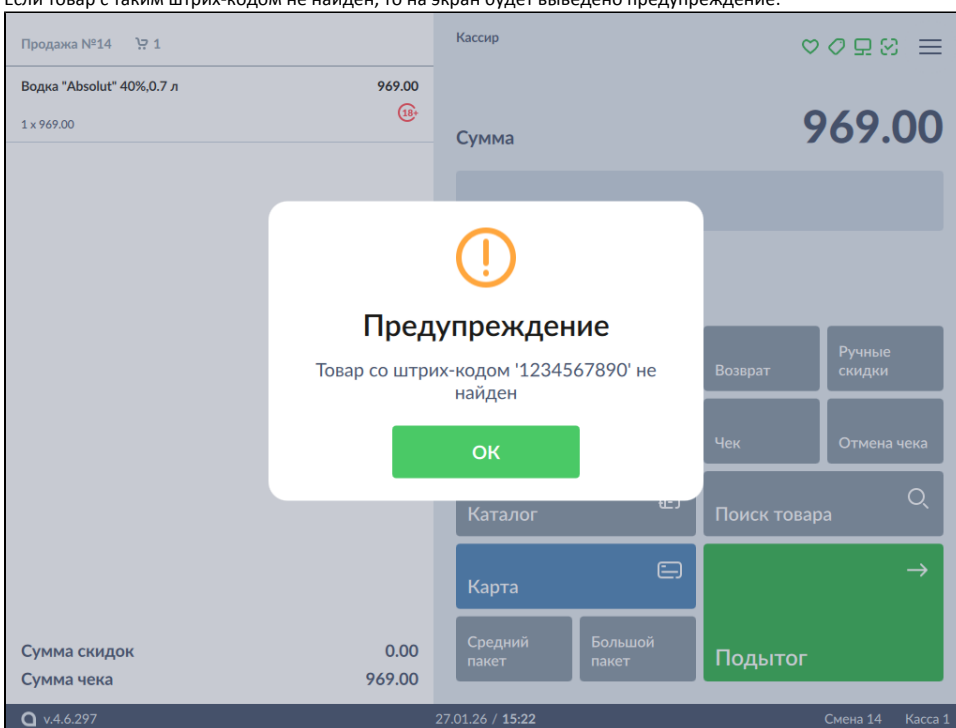 Если товар с таким штрих-кодом не найден, то на экран будет выведено предупреждение:
Продажа №14 1
Кассир
Водка "Absolut" 40%,0.7 л 969.00
1 x 969.00
18+
Сумма
969.00
Предупреждение
Товар со штрих-кодом '1234567890' не
найден
ОК
Возврат
Ручные
скидки
Чек
Отмена чека
Каталог
Поиск товара
Карта
Средний
пакет
Большой
пакет
Подытог
Сумма скидок 0.00
Сумма чека 969.00
v.4.6.297
27.01.26 / 15:22
Смена 14 Касса 1